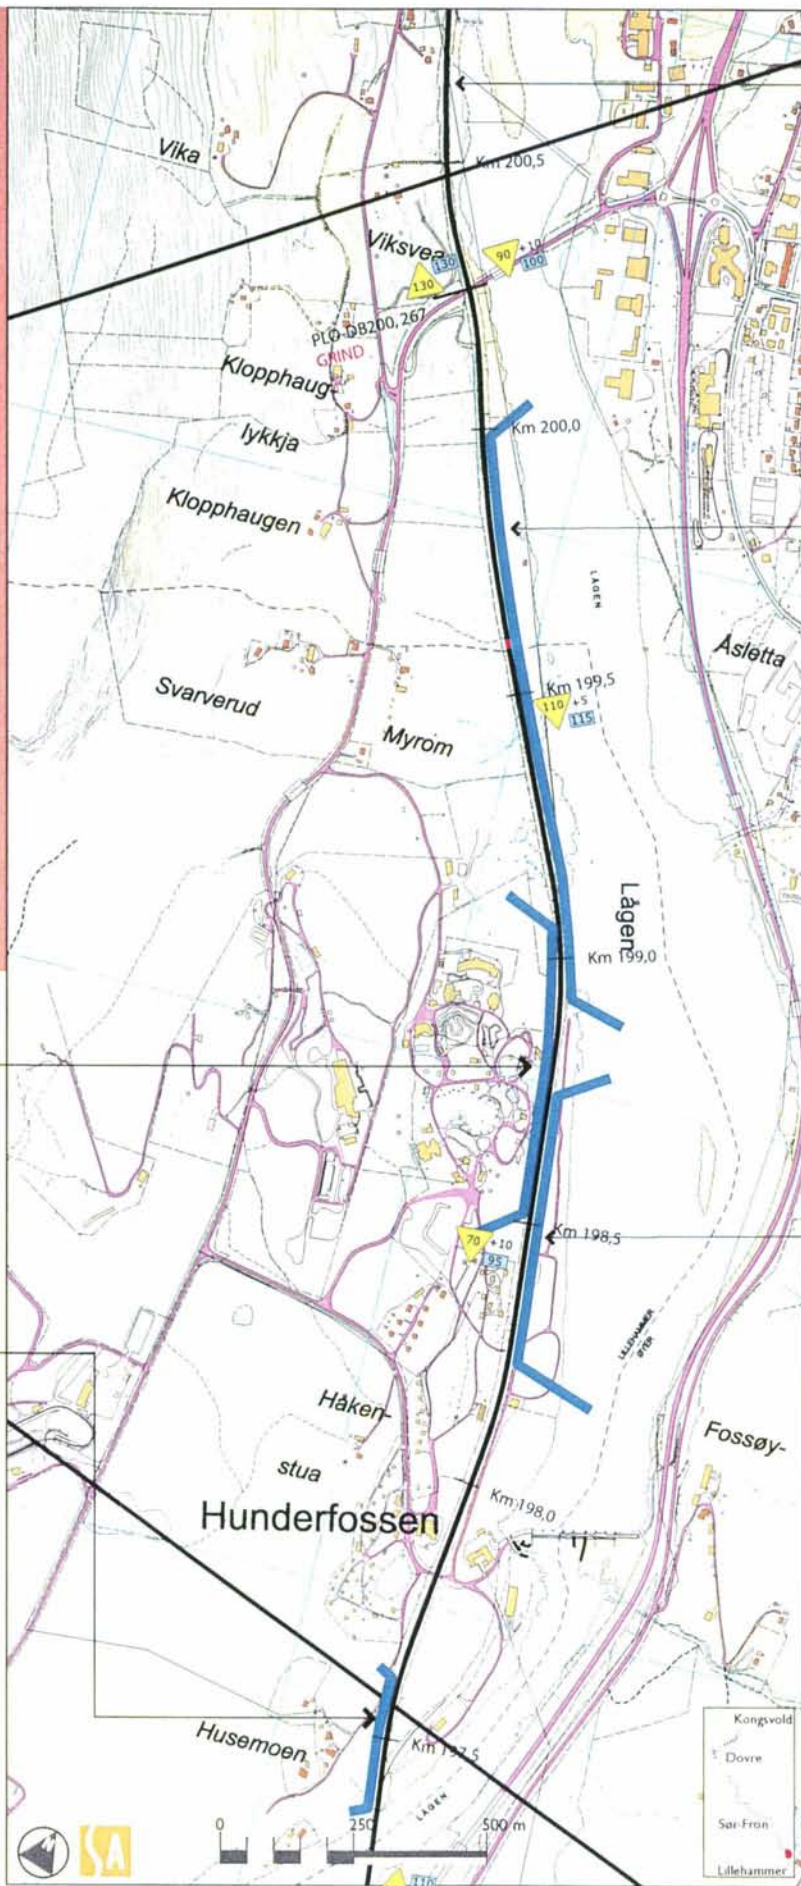 Vika
Km 200,5
Viksvea
130
130
90
+10
100
PLO-DB200,267
GRIND
Klopphaug-
lykkja
Km 200,0
Klopphaugen
LÅGEN
Åsletta
Svarverud
Km 199,5
110
+5
115
Myrom
Lågen
Km 199,0
70
+10
95
Km 198,5
LILLEHAMMER
ØYER
Håken-
stua
Fossøy-
Km 198,0
Hunderfossen
Husemoen
Km 197,5
LÅGEN
Kongsvold
Dovre
Sør-Fron
Lillehammer
SA
0
250
500 m
110